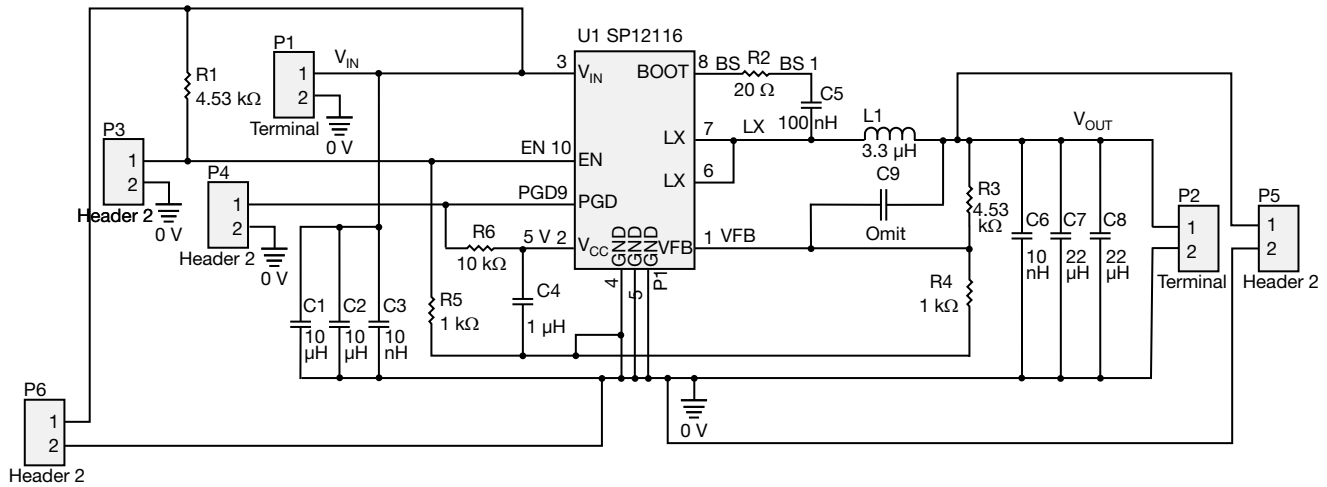 U1 SP12116
P1
1
2
Terminal
V_IN
0 V
R1
4.53 kΩ
P3
1
2
Header 2
0 V
P4
1
2
Header 2
0 V
3
V_IN
BOOT
8
BS
R2
20 Ω
BS 1
C5
100 nH
LX
7
LX
L1
3.3 µH
LX
6
EN 10
EN
PGD9
PGD
R6
10 kΩ
5 V 2
V_CC
GND
GND
GND
VFB
1
VFB
4
5
P1
C9
Omit
R3
4.53
kΩ
R4
1 kΩ
V_OUT
C6
10
nH
C7
22
µH
C8
22
µH
P2
1
2
Terminal
P5
1
2
Header 2
C1
10
µH
C2
10
µH
C3
10
nH
R5
1 kΩ
C4
1 µH
0 V
P6
1
2
Header 2